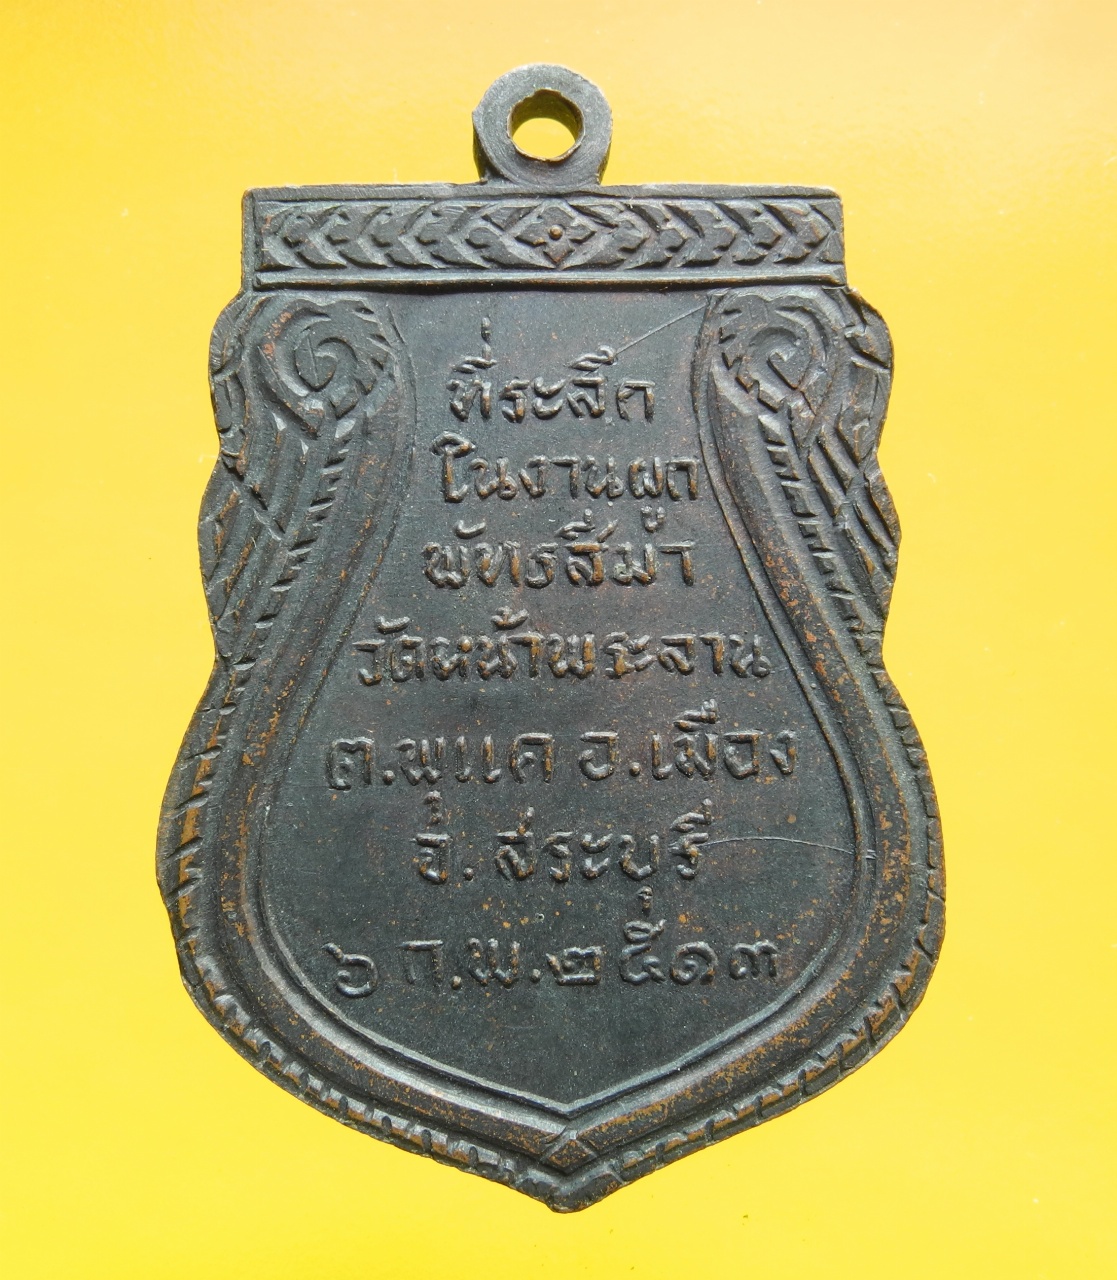 ที่ระลึก
ในงานผูก
พัทธสีมา
วัดหน้าพระลาน
ต.พุแค อ.เมือง
จ. สระบุรี
๖ ก.พ.๒๕๑๓